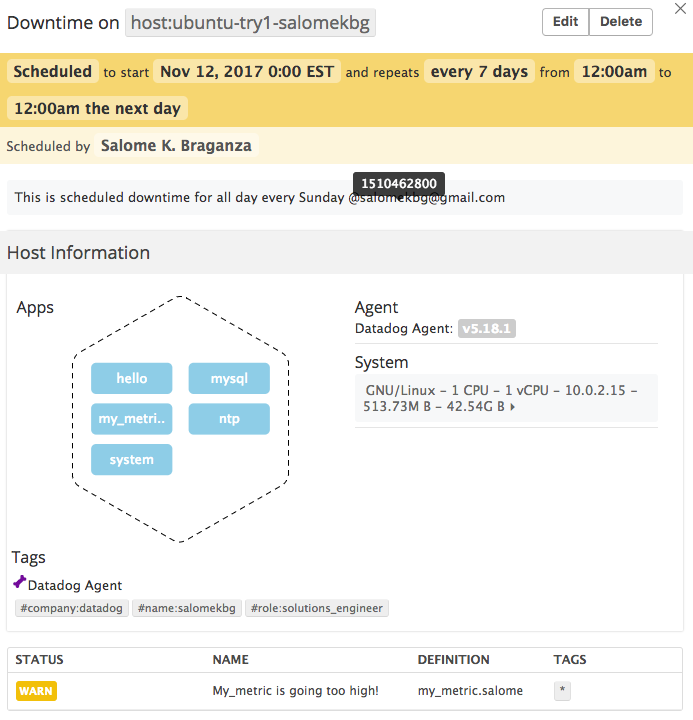 Downtime on host:ubuntu-try1-salomekbg Edit Delete
Scheduled to start Nov 12, 2017 0:00 EST and repeats every 7 days from 12:00am to
12:00am the next day
Scheduled by Salome K. Braganza
1510462800
This is scheduled downtime for all day every Sunday @salomekbg@gmail.com
Host Information
Apps
hello mysql
my_metri.. ntp
system
Agent
Datadog Agent: v5.18.1
System
GNU/Linux – 1 CPU – 1 vCPU – 10.0.2.15 –
513.73M B – 42.54G B
Tags
Datadog Agent
#company:datadog #name:salomekbg #role:solutions_engineer
STATUS NAME DEFINITION TAGS
WARN My_metric is going too high! my_metric.salome *